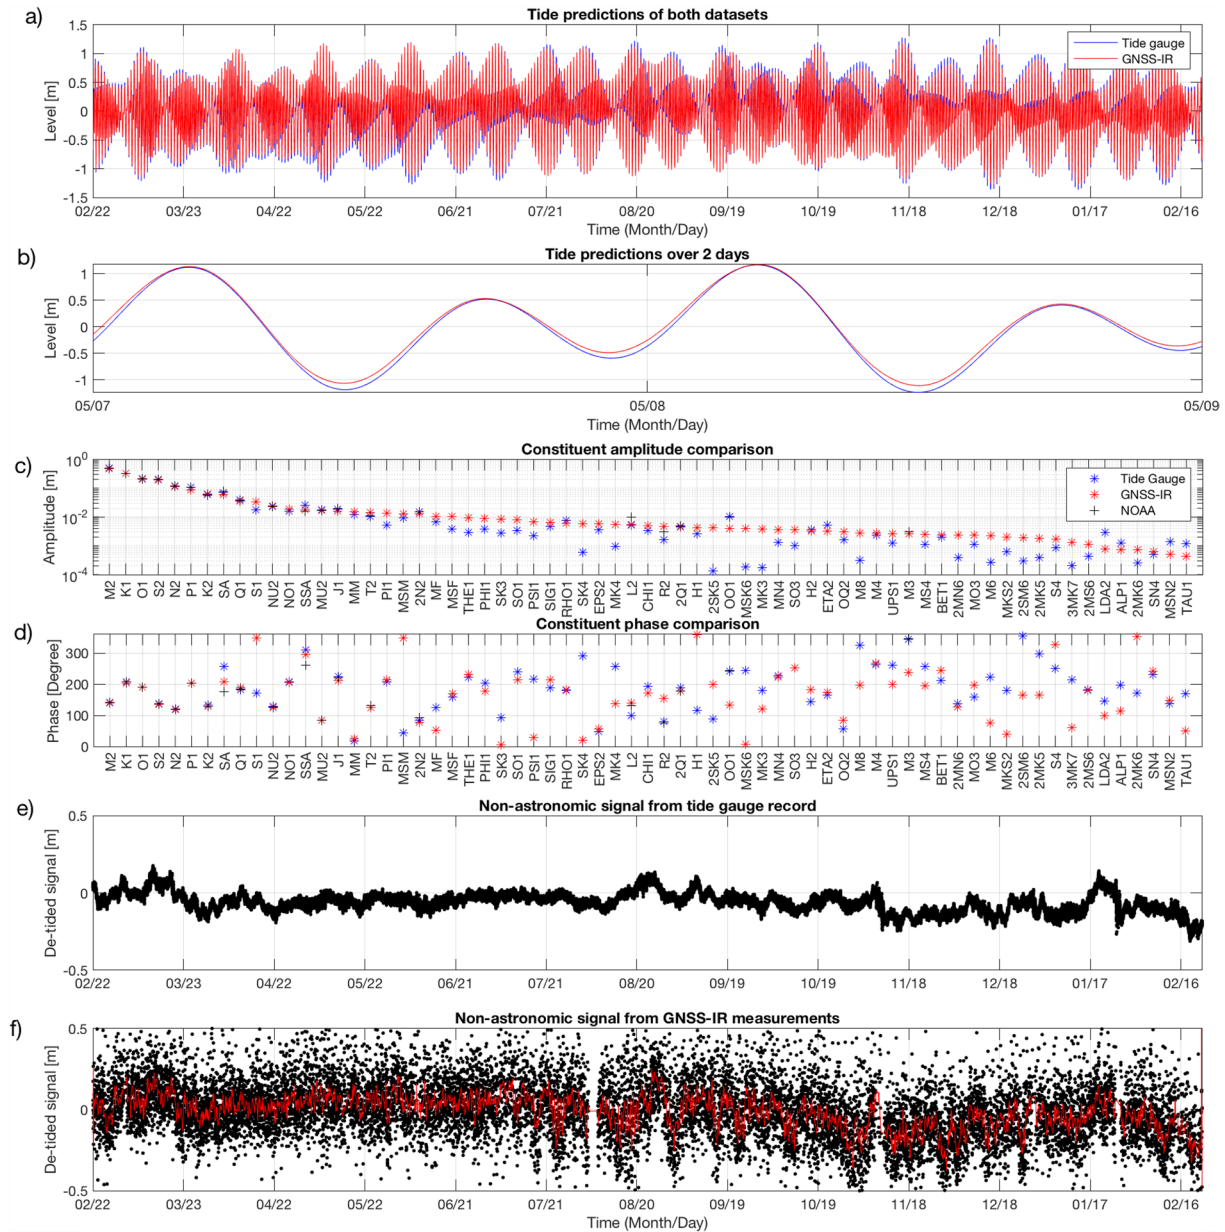 a)
Tide predictions of both datasets
Level [m]
1.5
1
0.5
0
-0.5
-1
-1.5
Tide gauge
GNSS-IR
02/22 03/23 04/22 05/22 06/21 07/21 08/20 09/19 10/19 11/18 12/18 01/17 02/16
Time (Month/Day)
b)
Tide predictions over 2 days
Level [m]
1
0.5
0
-0.5
-1
05/07 05/08 05/09
Time (Month/Day)
c)
Constituent amplitude comparison
Amplitude [m]
10^0
10^-2
10^-4
Tide Gauge
GNSS-IR
NOAA
M2 K1 O1 S2 N2 P1 K2 SA Q1 S1 NU2 NO1 SSA MU2 J1 MM T2 PI1 MSM 2N2 MF MSF THE1 PHI1 SK3 SO1 PSI1 SIG1 RHO1 SK4 EPS2 MK4 L2 CHI1 R2 2Q1 H1 2SK5 OO1 MSK6 MK3 MN4 SO3 H2 ETA2 OQ2 M8 M4 UPS1 M3 MS4 BET1 2MN6 MO3 M6 MKS2 2SM6 2MK5 S4 3MK7 2MS6 LDA2 ALP1 2MK6 SN4 MSN2 TAU1
d)
Constituent phase comparison
Phase [Degree]
300
200
100
0
M2 K1 O1 S2 N2 P1 K2 SA Q1 S1 NU2 NO1 SSA MU2 J1 MM T2 PI1 MSM 2N2 MF MSF THE1 PHI1 SK3 SO1 PSI1 SIG1 RHO1 SK4 EPS2 MK4 L2 CHI1 R2 2Q1 H1 2SK5 OO1 MSK6 MK3 MN4 SO3 H2 ETA2 OQ2 M8 M4 UPS1 M3 MS4 BET1 2MN6 MO3 M6 MKS2 2SM6 2MK5 S4 3MK7 2MS6 LDA2 ALP1 2MK6 SN4 MSN2 TAU1
e)
Non-astronomic signal from tide gauge record
De-tided signal [m]
0.5
0
-0.5
02/22 03/23 04/22 05/22 06/21 07/21 08/20 09/19 10/19 11/18 12/18 01/17 02/16
f)
Non-astronomic signal from GNSS-IR measurements
De-tided signal [m]
0.5
0
-0.5
02/22 03/23 04/22 05/22 06/21 07/21 08/20 09/19 10/19 11/18 12/18 01/17 02/16
Time (Month/Day)